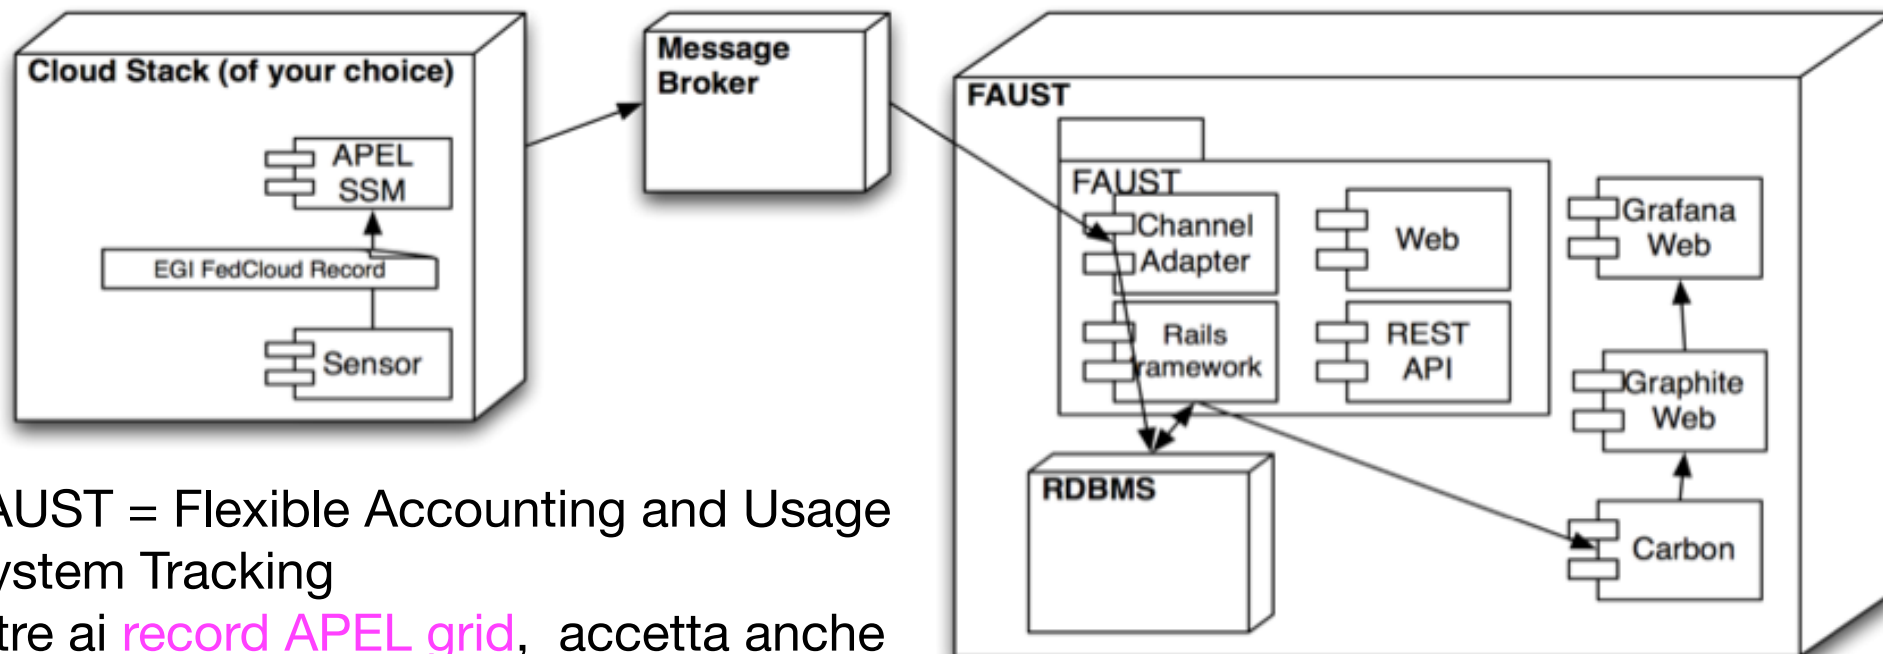 Cloud Stack (of your choice)
APEL
SSM
EGI FedCloud Record
Sensor
Message
Broker
FAUST
FAUST
Channel
Adapter
Web
Rails
ramework
REST
API
RDBMS
Grafana
Web
Graphite
Web
Carbon
AUST = Flexible Accounting and Usage
ystem Tracking
tre ai record APEL grid, accetta anche